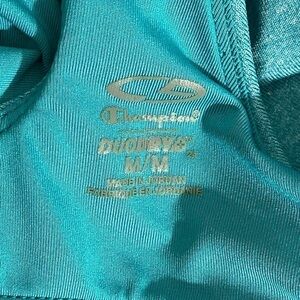 Champion
DUODRY+
M/M
MADE IN JORDAN
FABRIQUÉ EN JORDANIE